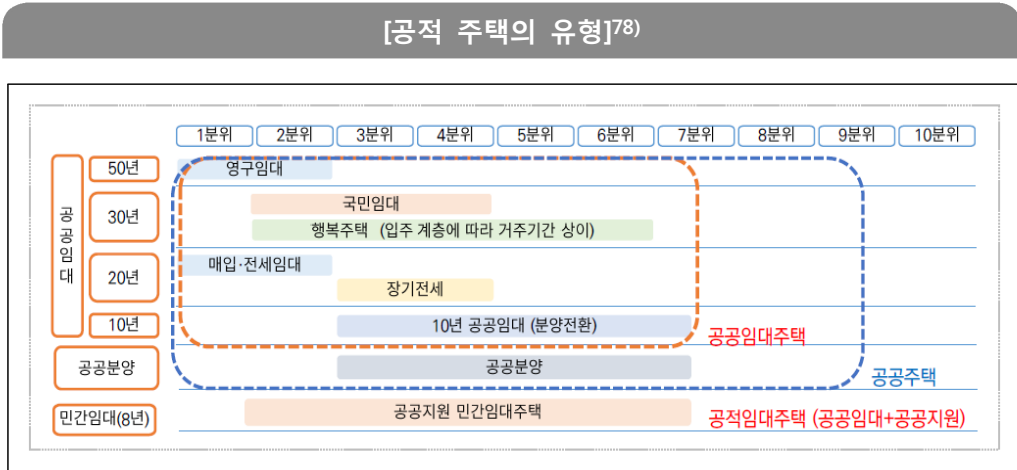 [공적 주택의 유형]78)
1분위 2분위 3분위 4분위 5분위 6분위 7분위 8분위 9분위 10분위
공공임대
50년
영구임대
30년
국민임대
행복주택 (입주 계층에 따라 거주기간 상이)
20년
매입·전세임대
장기전세
10년
10년 공공임대 (분양전환)
공공임대주택
공공분양
공공분양
공공주택
민간임대(8년)
공공지원 민간임대주택
공적임대주택 (공공임대+공공지원)